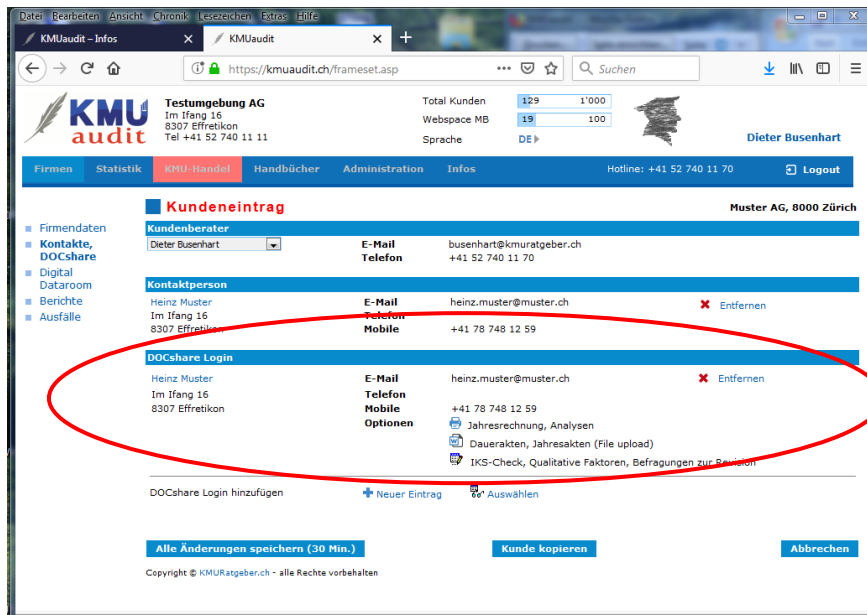 Datei Bearbeiten Ansicht Chronik Lesezeichen Extras Hilfe
KMUaudit – Infos
KMUaudit
https://kmuaudit.ch/frameset.asp
Suchen
KMU audit
Testumgebung AG
Im Ifang 16
8307 Effretikon
Tel +41 52 740 11 11
Total Kunden 129 1'000
Webspace MB 19 100
Sprache DE
Dieter Busenhart
Firmen Statistik KMU-Handel Handbücher Administration Infos Hotline: +41 52 740 11 70 Logout
Kundeneintrag Muster AG, 8000 Zürich
Firmendaten
Kontakte, DOCshare
Digital Dataroom
Berichte
Ausfälle
Kundenberater
Dieter Busenhart E-Mail busenhart@kmuratgeber.ch
Telefon +41 52 740 11 70
Kontaktperson
Heinz Muster E-Mail heinz.muster@muster.ch Entfernen
Im Ifang 16 Telefon
8307 Effretikon Mobile +41 78 748 12 59
DOCshare Login
Heinz Muster E-Mail heinz.muster@muster.ch Entfernen
Im Ifang 16 Telefon
8307 Effretikon Mobile +41 78 748 12 59
Optionen Jahresrechnung, Analysen
Dauerakten, Jahresakten (File upload)
IKS-Check, Qualitative Faktoren, Befragungen zur Revision
DOCshare Login hinzufügen Neuer Eintrag Auswählen
Alle Änderungen speichern (30 Min.) Kunde kopieren Abbrechen
Copyright © KMURatgeber.ch - alle Rechte vorbehalten